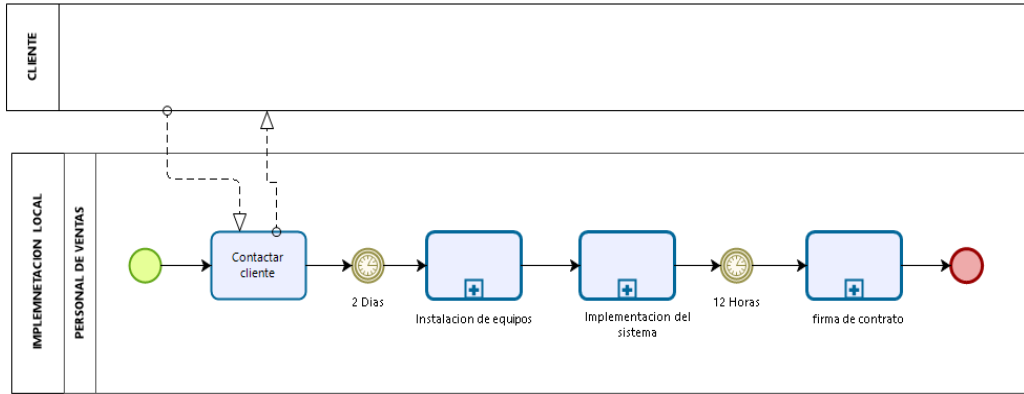 CLIENTE
IMPLEMNETACION LOCAL
PERSONAL DE VENTAS
Contactar
cliente
2 Dias
Instalacion de equipos
Implementacion del
sistema
12 Horas
firma de contrato